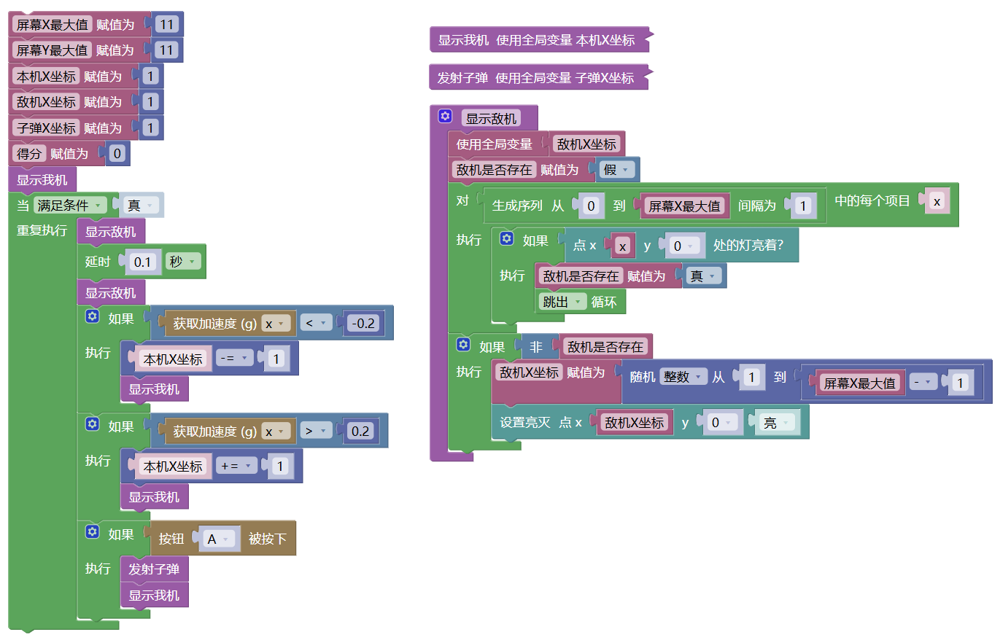 屏幕X最大值 赋值为 11
屏幕Y最大值 赋值为 11
本机X坐标 赋值为 1
敌机X坐标 赋值为 1
子弹X坐标 赋值为 1
得分 赋值为 0
显示我机
当 满足条件 真
重复执行 显示敌机
延时 0.1 秒
显示敌机
如果 获取加速度 (g) x < -0.2
执行 本机X坐标 -= 1
显示我机
如果 获取加速度 (g) x > 0.2
执行 本机X坐标 += 1
显示我机
如果 按钮 A 被按下
执行 发射子弹
显示我机
显示我机 使用全局变量 本机X坐标
发射子弹 使用全局变量 子弹X坐标
显示敌机
使用全局变量 敌机X坐标
敌机是否存在 赋值为 假
对 生成序列 从 0 到 屏幕X最大值 间隔为 1 中的每个项目 x
执行 如果 点 x x y 0 处的灯亮着?
执行 敌机是否存在 赋值为 真
跳出 循环
如果 非 敌机是否存在
执行 敌机X坐标 赋值为 随机 整数 从 1 到 屏幕X最大值 - 1
设置亮灭 点 x 敌机X坐标 y 0 亮